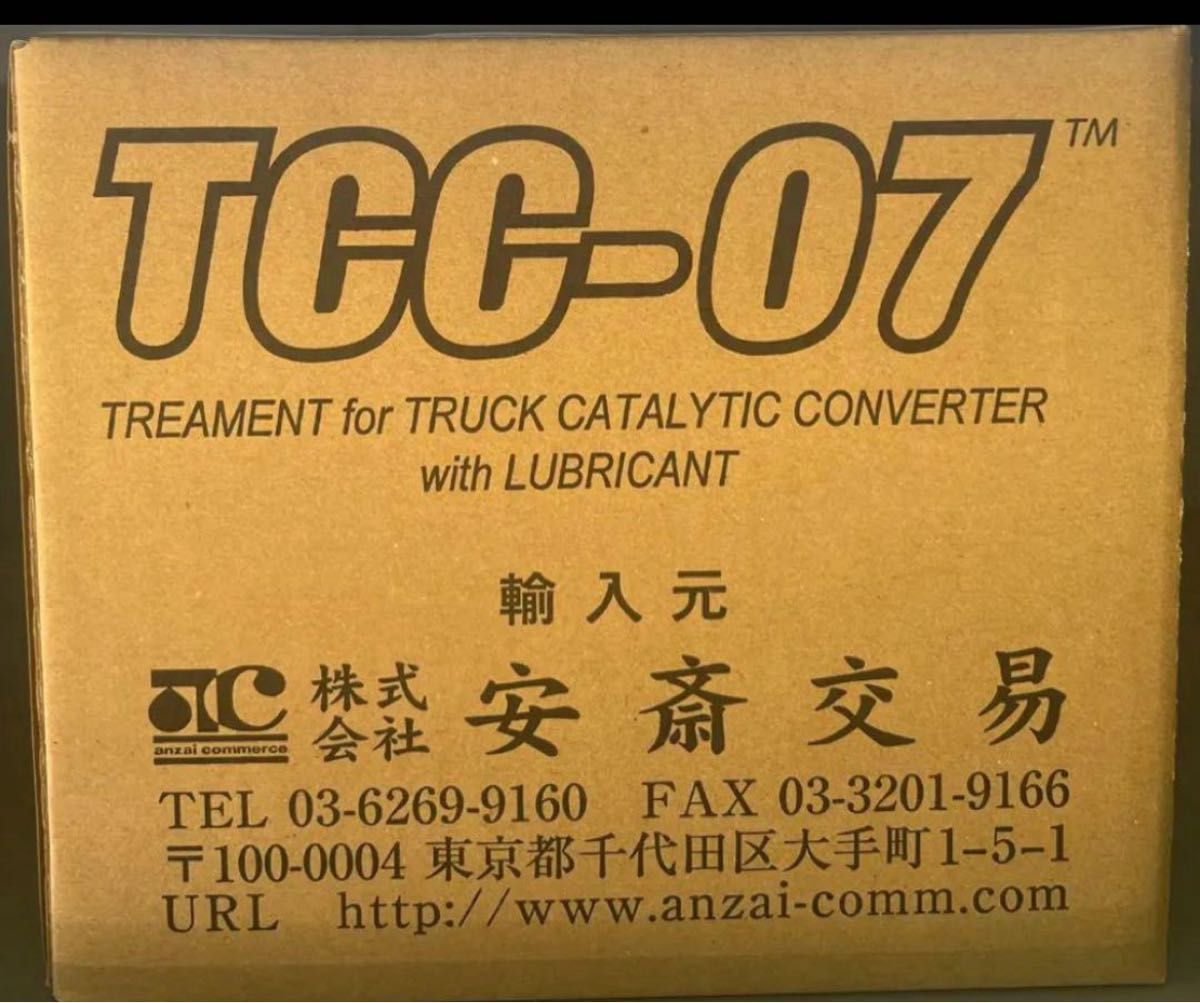 TCC-07™
TREAMENT for TRUCK CATALYTIC CONVERTER
with LUBRICANT
輸入元
anzai commerce
株式会社 安斎交易
TEL 03-6269-9160 FAX 03-3201-9166
〒100-0004 東京都千代田区大手町1-5-1
URL http://www.anzai-comm.com